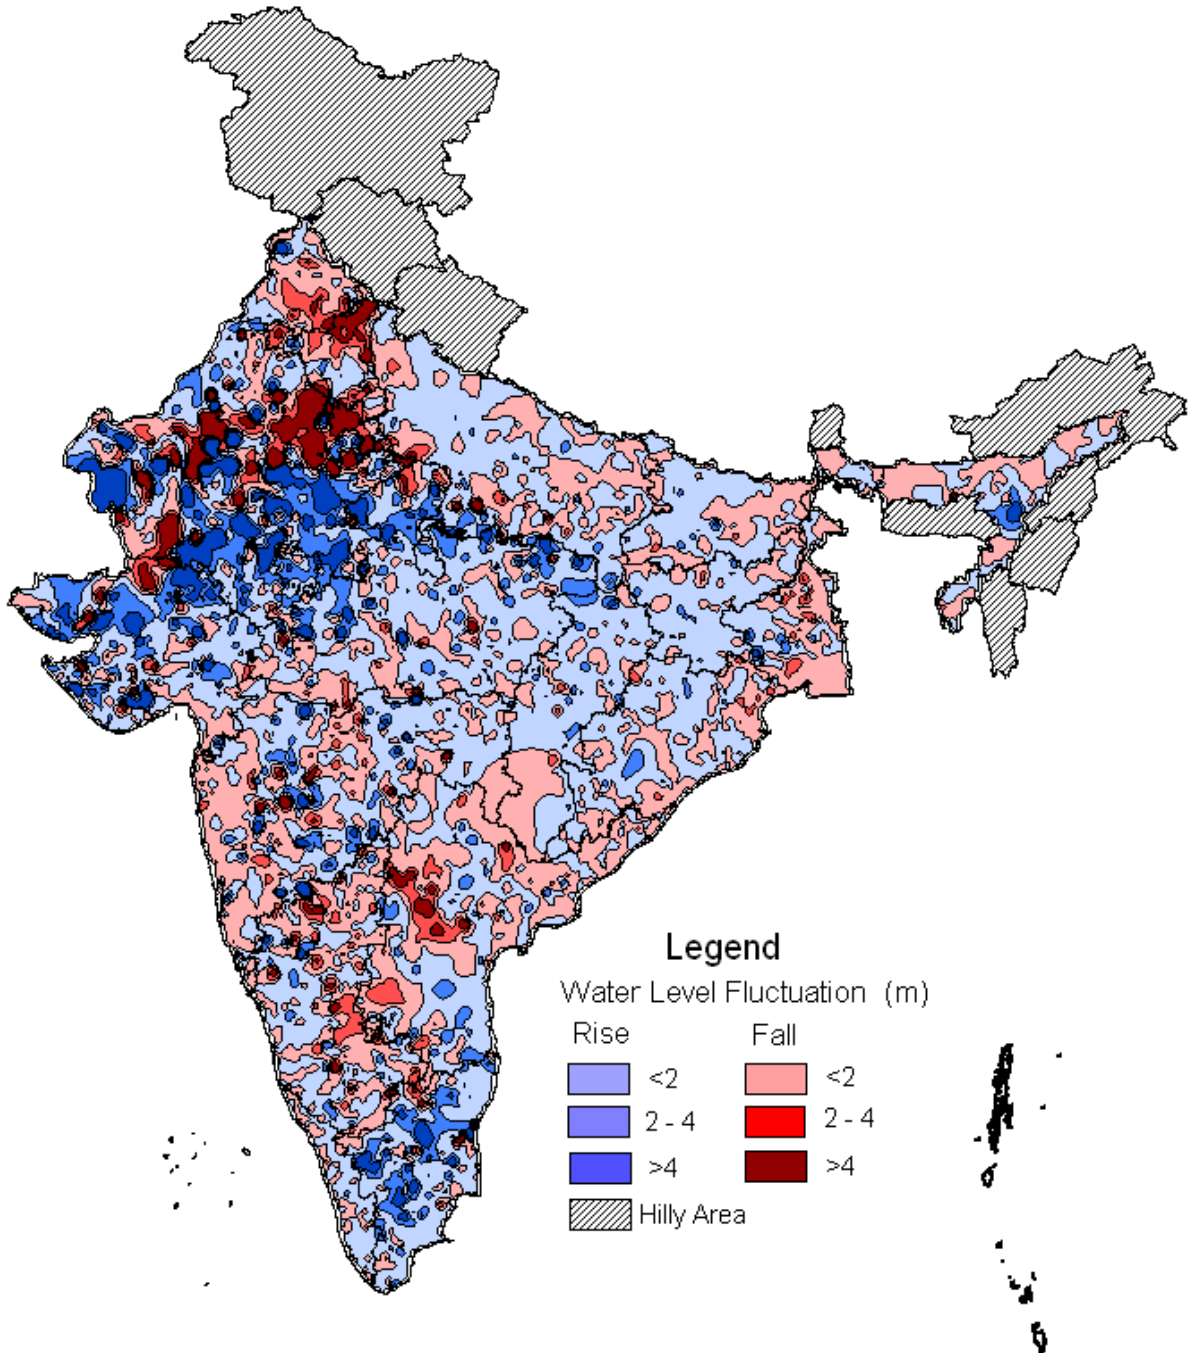 Legend
Water Level Fluctuation (m)
Rise Fall
<2 <2
2 - 4 2 - 4
>4 >4
Hilly Area